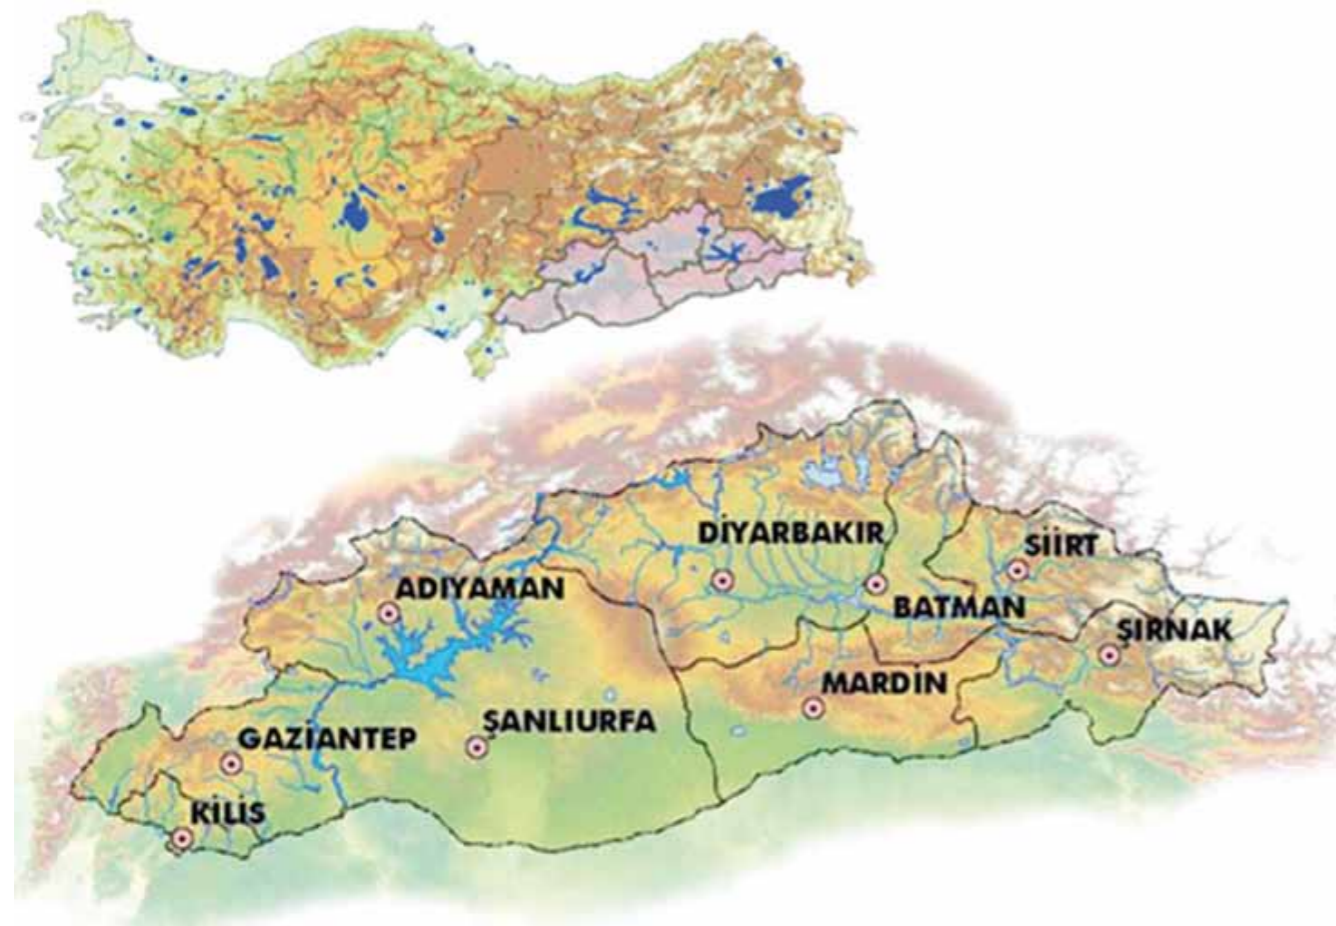 DİYARBAKIR
SİİRT
ADIYAMAN
BATMAN
ŞIRNAK
MARDİN
ŞANLIURFA
GAZİANTEP
KİLİS